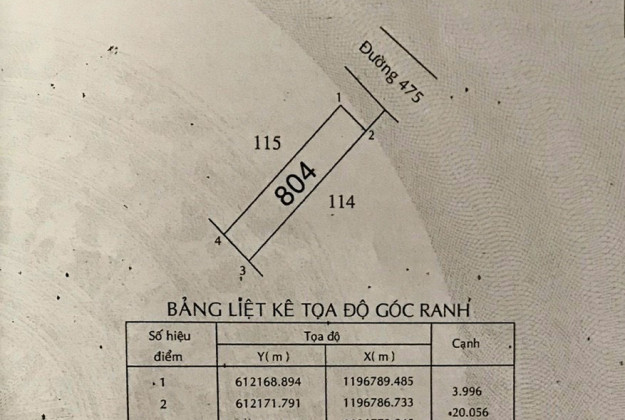 Đường 475
1
2
115
804
114
4
3
BẢNG LIỆT KÊ TỌA ĐỘ GÓC RANH
Số hiệu điểm Tọa độ Cạnh
Y( m ) X( m )
1 612168.894 1196789.485
3.996
2 612171.791 1196786.733
20.056